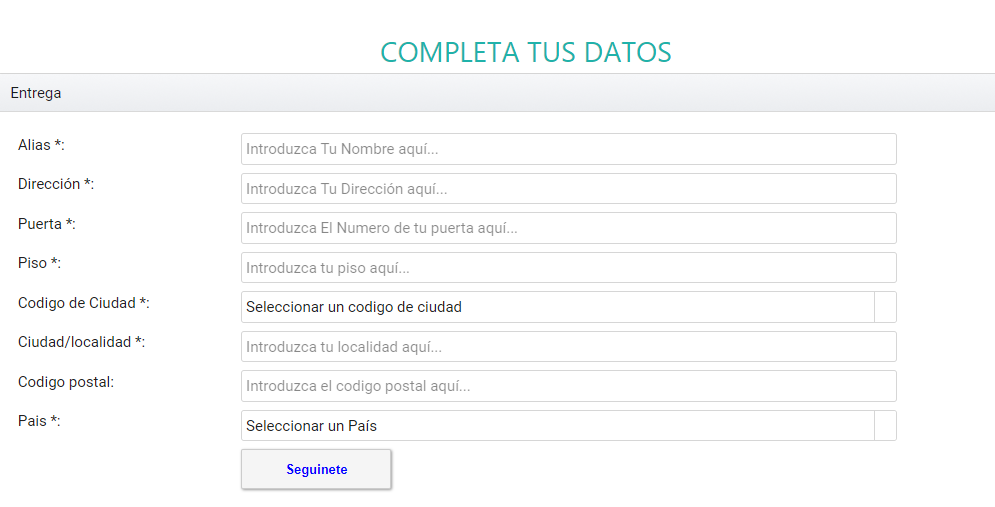 COMPLETA TUS DATOS
Entrega
Alias *: Introduzca Tu Nombre aquí...
Dirección *: Introduzca Tu Dirección aquí...
Puerta *: Introduzca El Numero de tu puerta aquí...
Piso *: Introduzca tu piso aquí...
Codigo de Ciudad *: Seleccionar un codigo de ciudad
Ciudad/localidad *: Introduzca tu localidad aquí...
Codigo postal: Introduzca el codigo postal aquí...
Pais *: Seleccionar un País
Seguinete